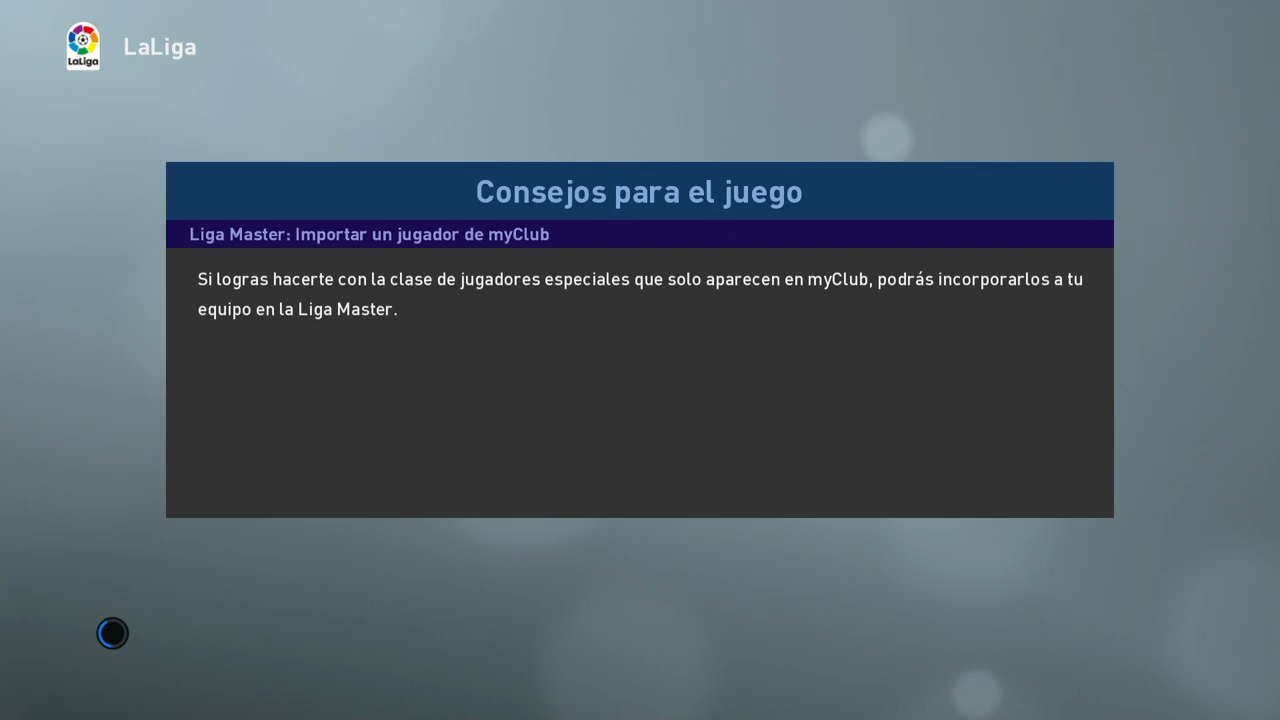 LaLiga
LaLiga
Consejos para el juego
Liga Master: Importar un jugador de myClub
Si logras hacerte con la clase de jugadores especiales que solo aparecen en myClub, podrás incorporarlos a tu
equipo en la Liga Master.